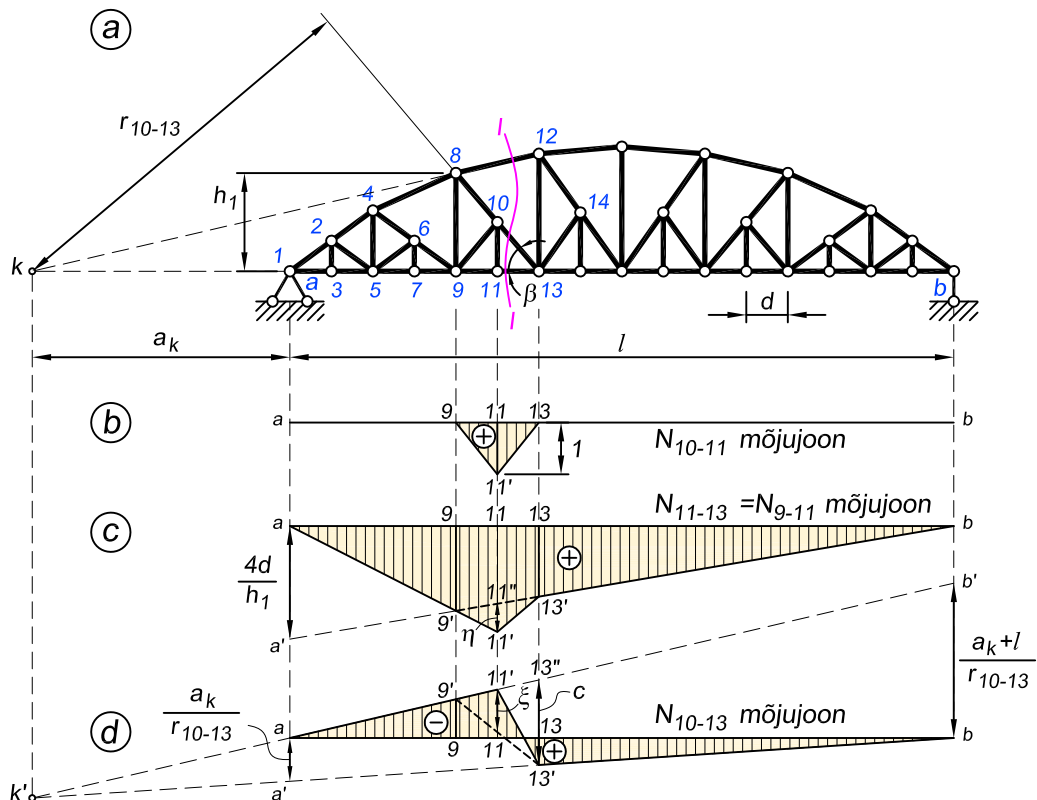 a
r10-13
I
8
12
h1
4
10
14
2
6
k
1
a
3
5
7
9
11
β
13
b
d
I
ak
l
b
a
9
11
13
b
N10-11 mõjujoon
1
11'
N11-13 =N9-11 mõjujoon
c
a
9
11
13
b
4d
h1
11''
b'
9'
13'
η
11'
a'
13''
ak+l
r10-13
ak
r10-13
9'
11'
ξ
c
N10-13 mõjujoon
d
a
9
11
13
b
13'
k'
a'